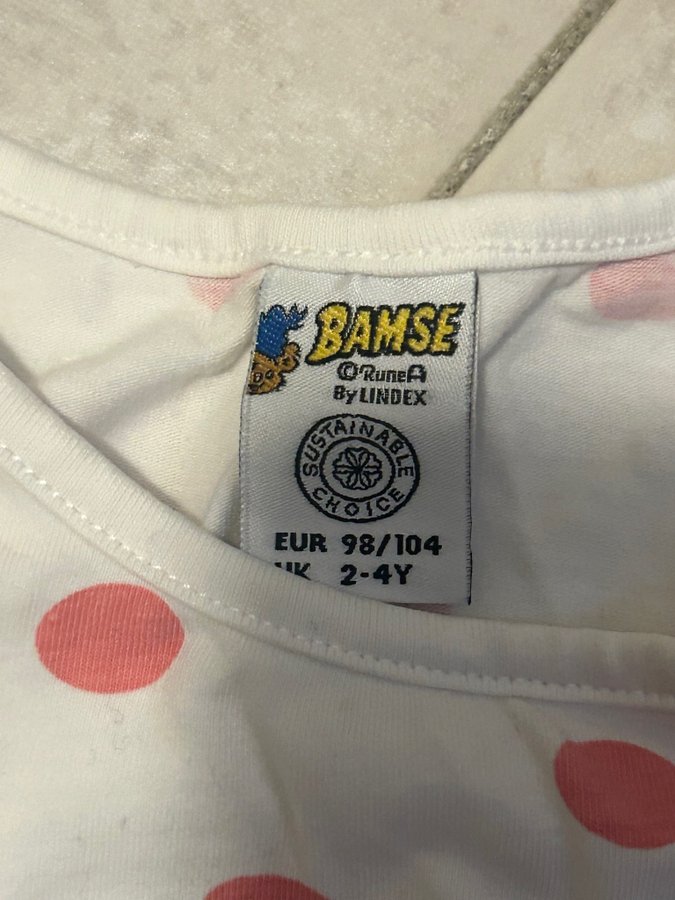 BAMSE
© RuneA
By LINDEX
SUSTAINABLE
CHOICE
EUR 98/104
UK 2-4Y